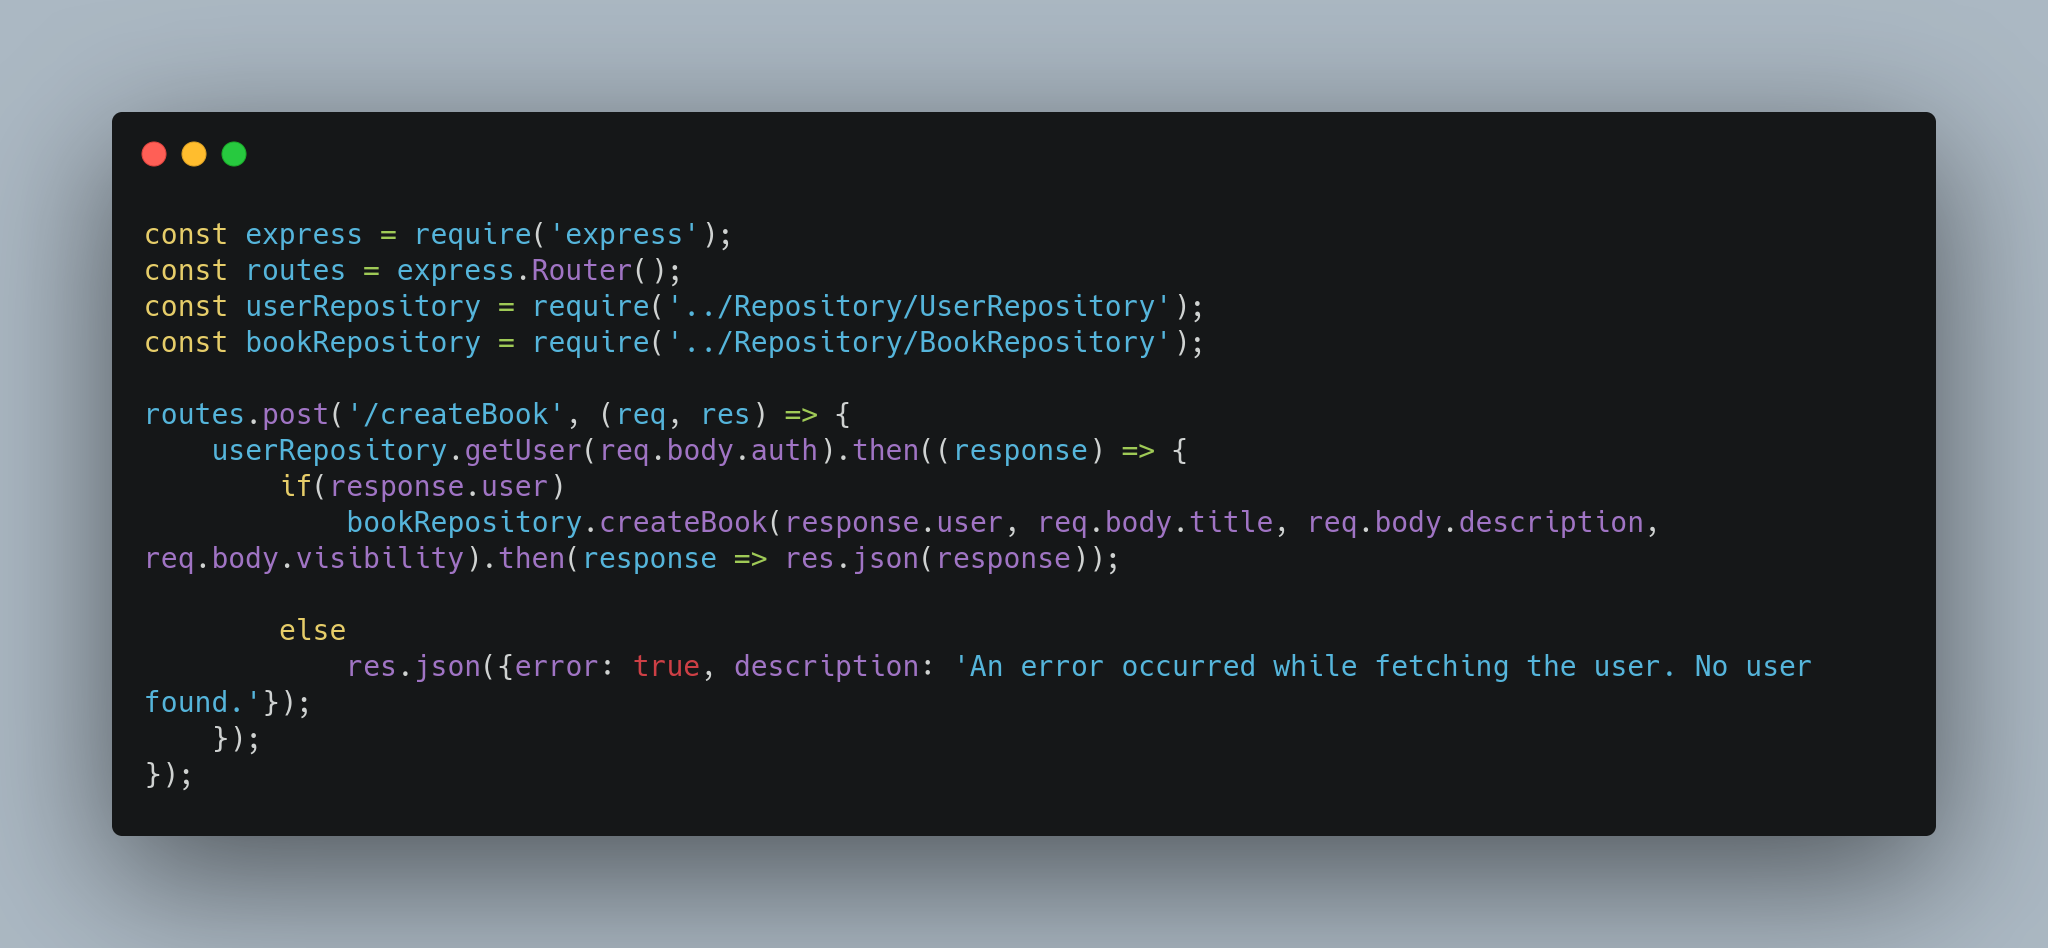 const express = require('express');
const routes = express.Router();
const userRepository = require('../Repository/UserRepository');
const bookRepository = require('../Repository/BookRepository');

routes.post('/createBook', (req, res) => {
    userRepository.getUser(req.body.auth).then((response) => {
        if(response.user)
            bookRepository.createBook(response.user, req.body.title, req.body.description,
req.body.visibility).then(response => res.json(response));

        else
            res.json({error: true, description: 'An error occurred while fetching the user. No user
found.'});
    });
});